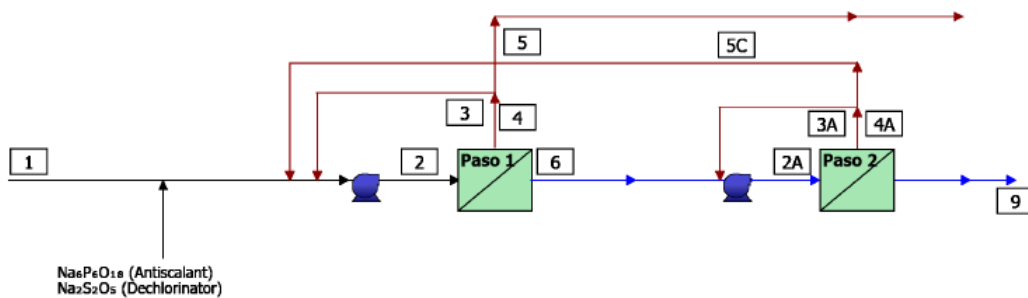 5
5C
3
4
3A
4A
1
2
Paso 1
6
2A
Paso 2
9
Na₆P₆O₁₈ (Antiscalant)
Na₂S₂O₅ (Dechlorinator)